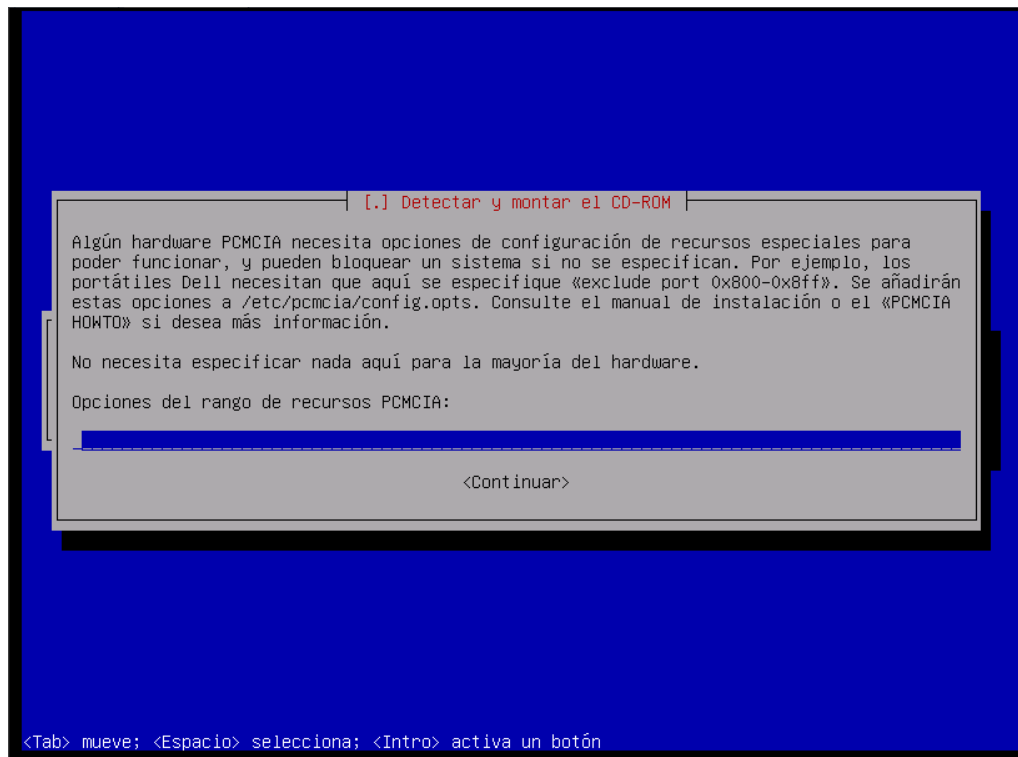 [.] Detectar y montar el CD-ROM
Algún hardware PCMCIA necesita opciones de configuración de recursos especiales para
poder funcionar, y pueden bloquear un sistema si no se especifican. Por ejemplo, los
portátiles Dell necesitan que aquí se especifique «exclude port 0x800-0x8ff». Se añadirán
estas opciones a /etc/pcmcia/config.opts. Consulte el manual de instalación o el «PCMCIA
HOWTO» si desea más información.
No necesita especificar nada aquí para la mayoría del hardware.
Opciones del rango de recursos PCMCIA:
<Continuar>
<Tab> mueve; <Espacio> selecciona; <Intro> activa un botón